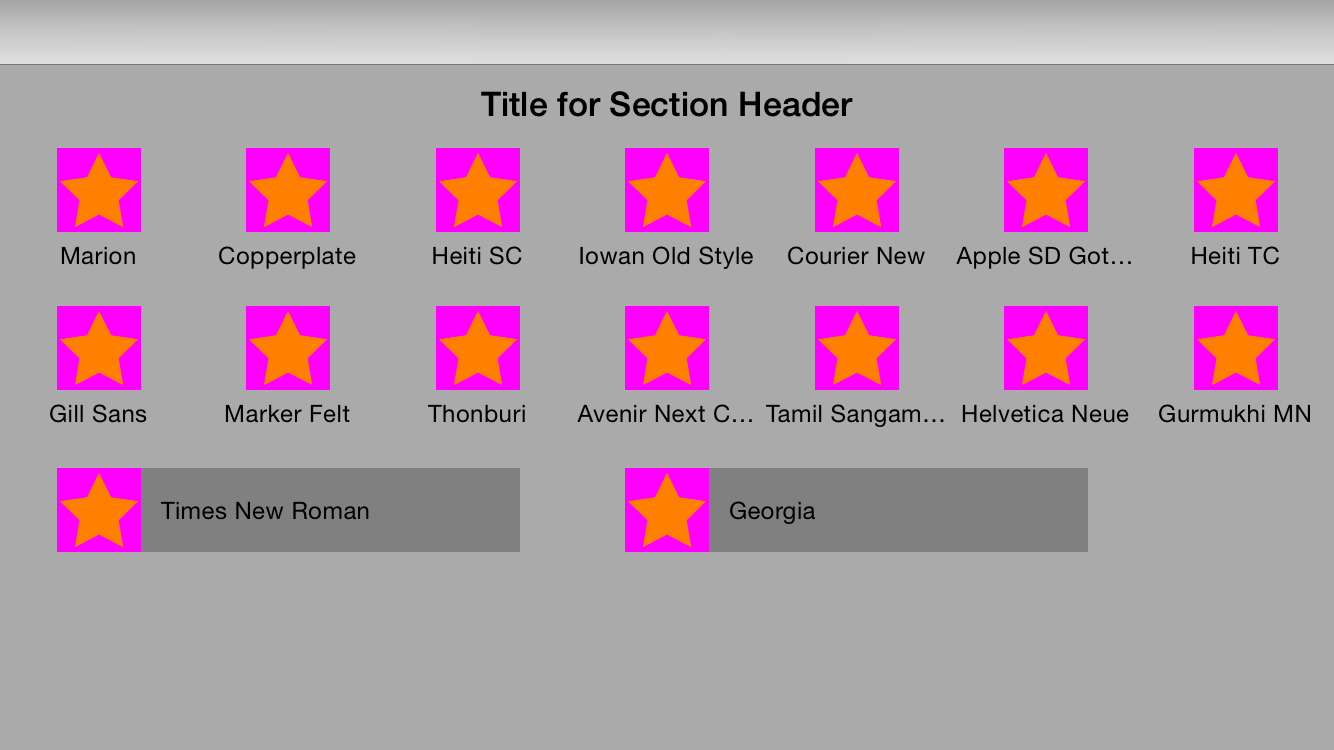 Title for Section Header
Marion
Copperplate
Heiti SC
Iowan Old Style
Courier New
Apple SD Got...
Heiti TC
Gill Sans
Marker Felt
Thonburi
Avenir Next C...
Tamil Sangam...
Helvetica Neue
Gurmukhi MN
Times New Roman
Georgia